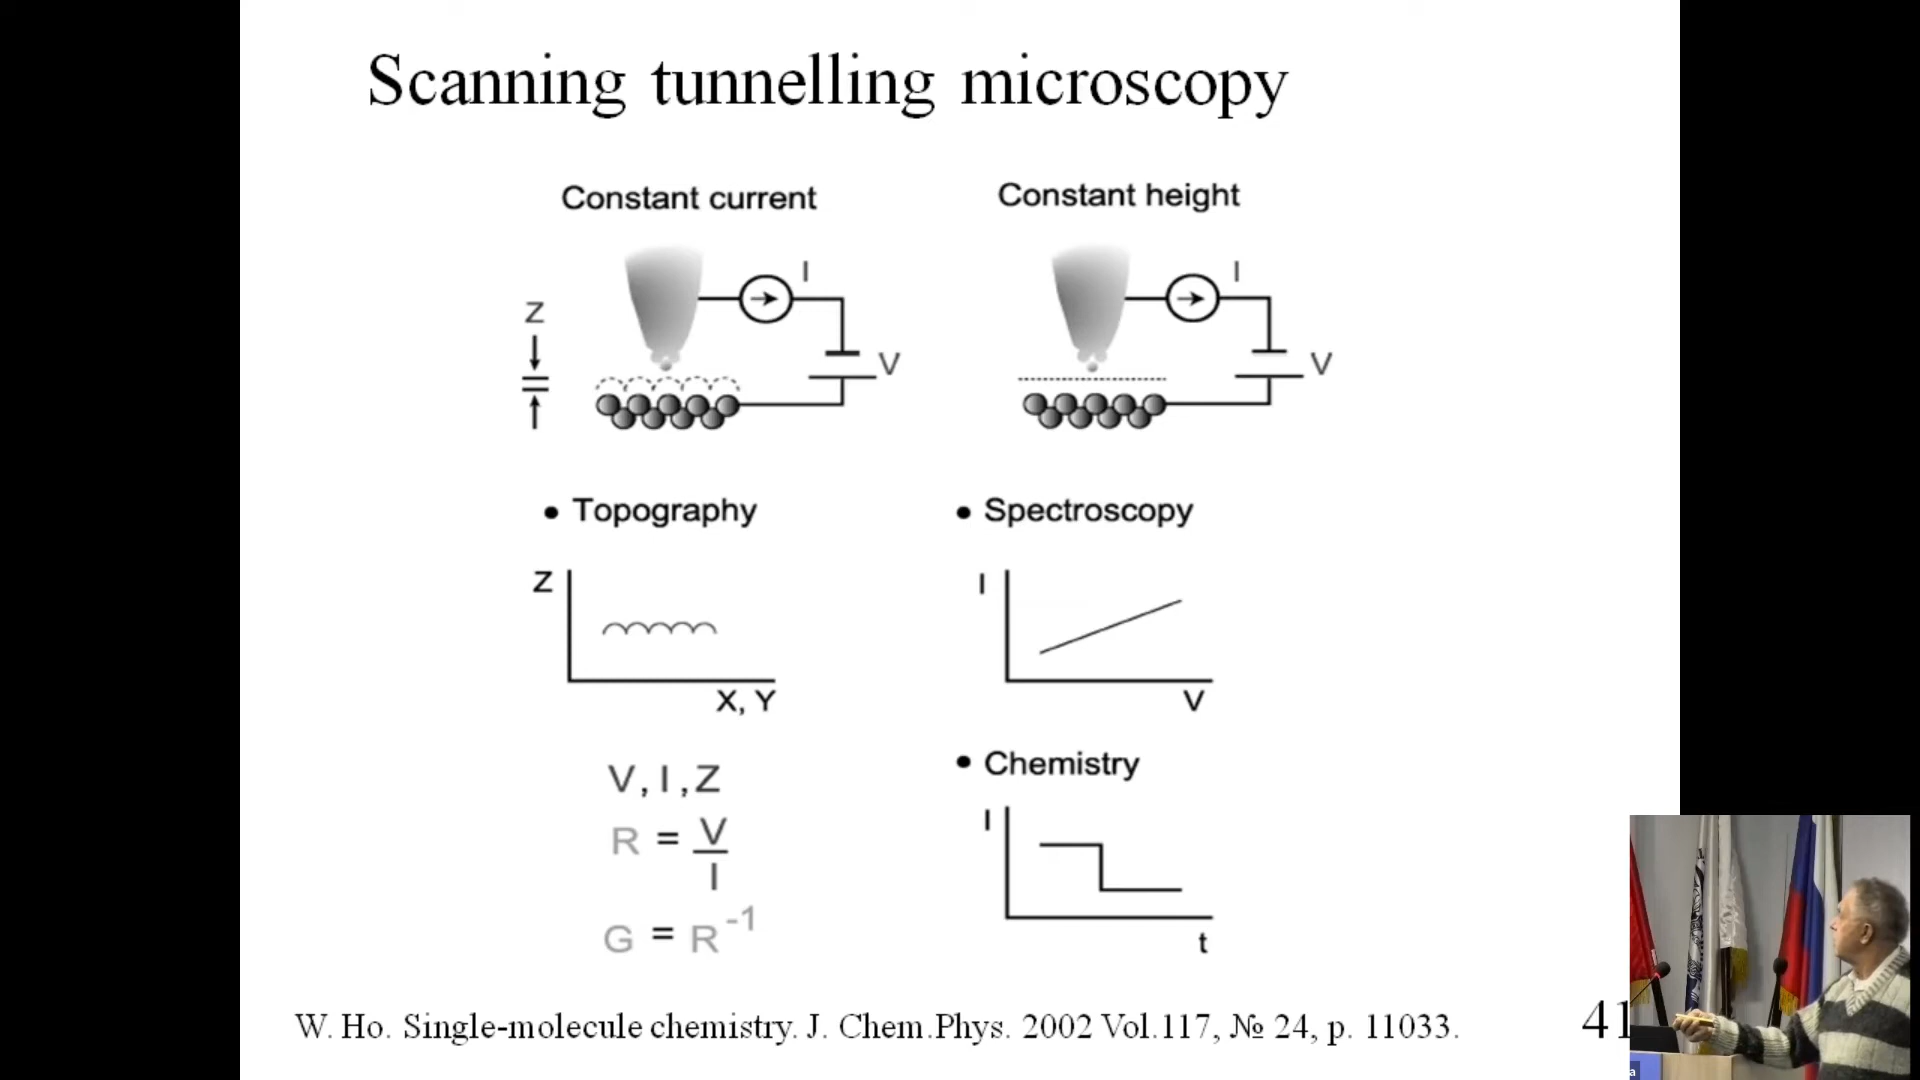 Scanning tunnelling microscopy
Constant current
Constant height
I
Z
V
I
V
• Topography
Z
X, Y
• Spectroscopy
I
V
V, I, Z
R = V
I
G = R-1
• Chemistry
I
t
W. Ho. Single-molecule chemistry. J. Chem.Phys. 2002 Vol.117, № 24, p. 11033.
41
a